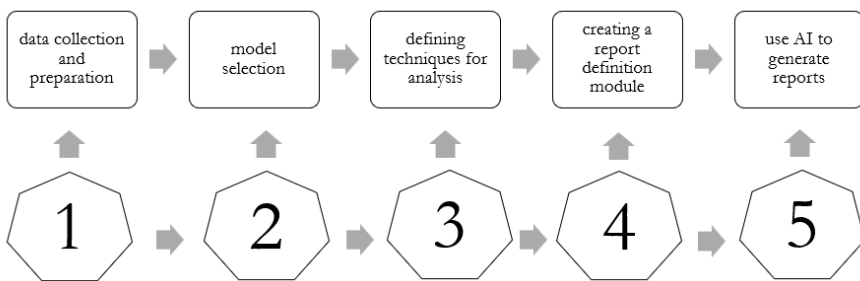 data collection
and
preparation
model
selection
defining
techniques for
analysis
creating a
report
definition
module
use AI to
generate
reports
1
2
3
4
5